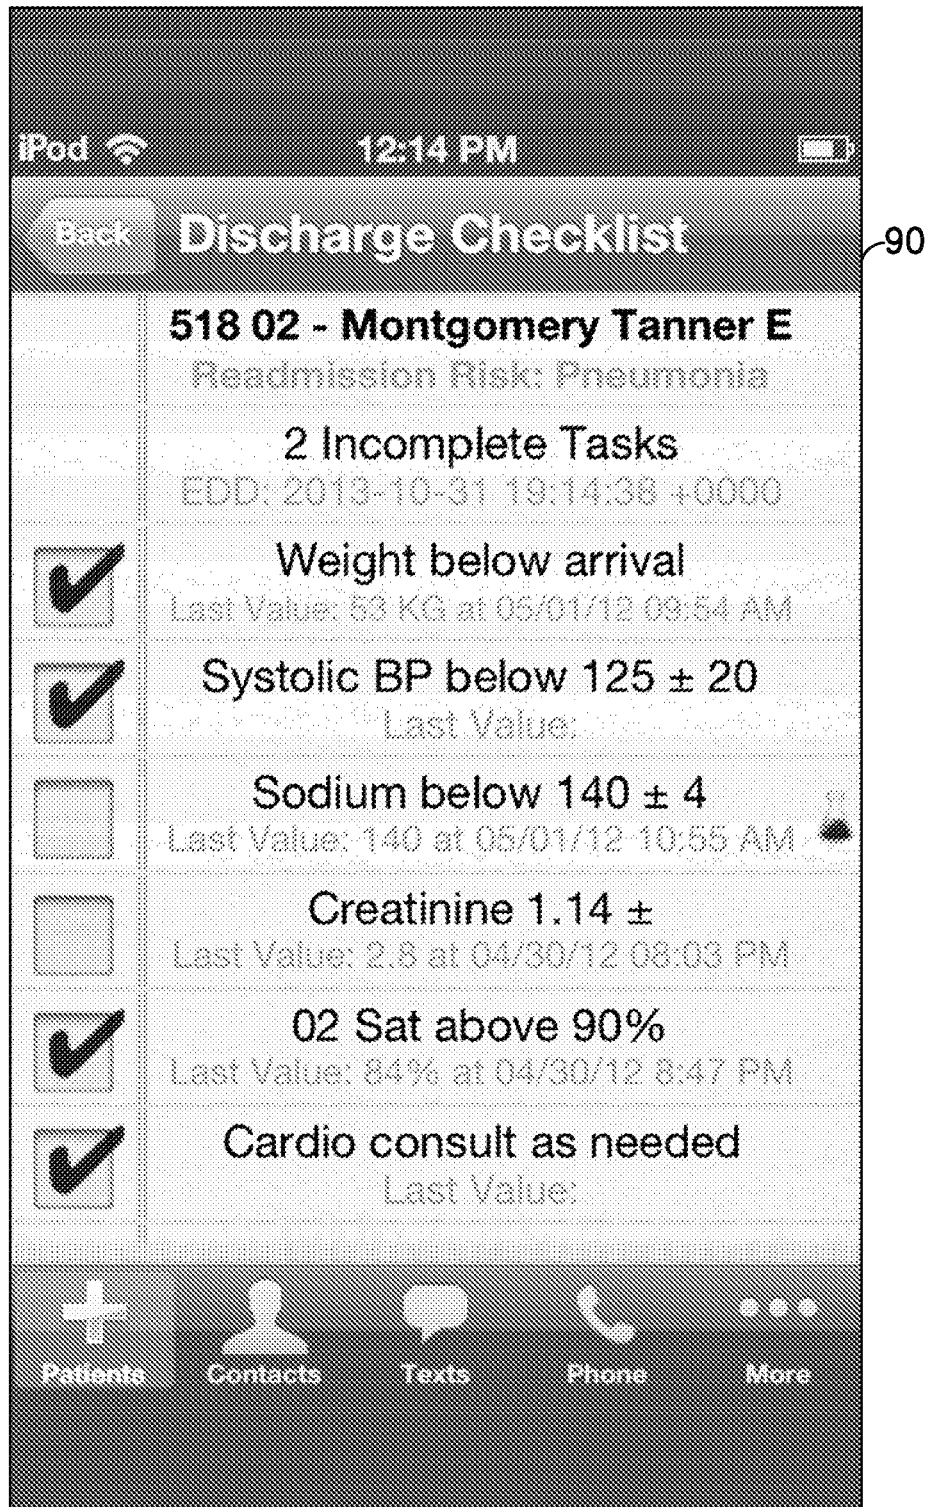 iPod 12:14 PM
Back Discharge Checklist
90
518 02 - Montgomery Tanner E
Readmission Risk: Pneumonia
2 Incomplete Tasks
EDD: 2013-10-31 19:14:38 +0000
Weight below arrival
Last Value: 53 KG at 05/01/12 09:54 AM
Systolic BP below 125 ± 20
Last Value:
Sodium below 140 ± 4
Last Value: 140 at 05/01/12 10:55 AM
Creatinine 1.14 ±
Last Value: 2.8 at 04/30/12 08:03 PM
02 Sat above 90%
Last Value: 84% at 04/30/12 8:47 PM
Cardio consult as needed
Last Value:
Patients Contacts Texts Phone More